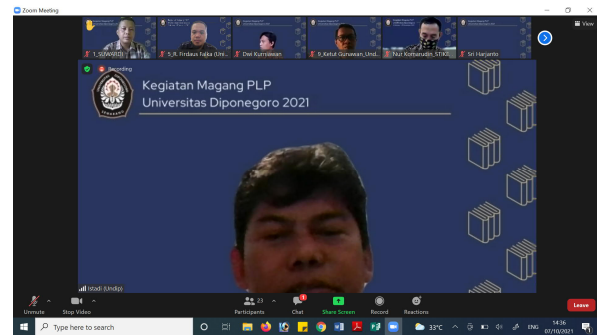 Zoom Meeting
View
1_SUWARDI
5_R. Firdaus Falka (Uni...
Dwi Kurniawan
9_Ketut Gunawan_Und...
Nur Komarudin_STIKE...
Sri Harjanto
Recording
Kegiatan Magang PLP
Universitas Diponegoro 2021
Istadi (Undip)
Unmute
Stop Video
23
Participants
1
Chat
Share Screen
Record
Reactions
Leave
Type here to search
33°C
ENG
14:36
07/10/2021